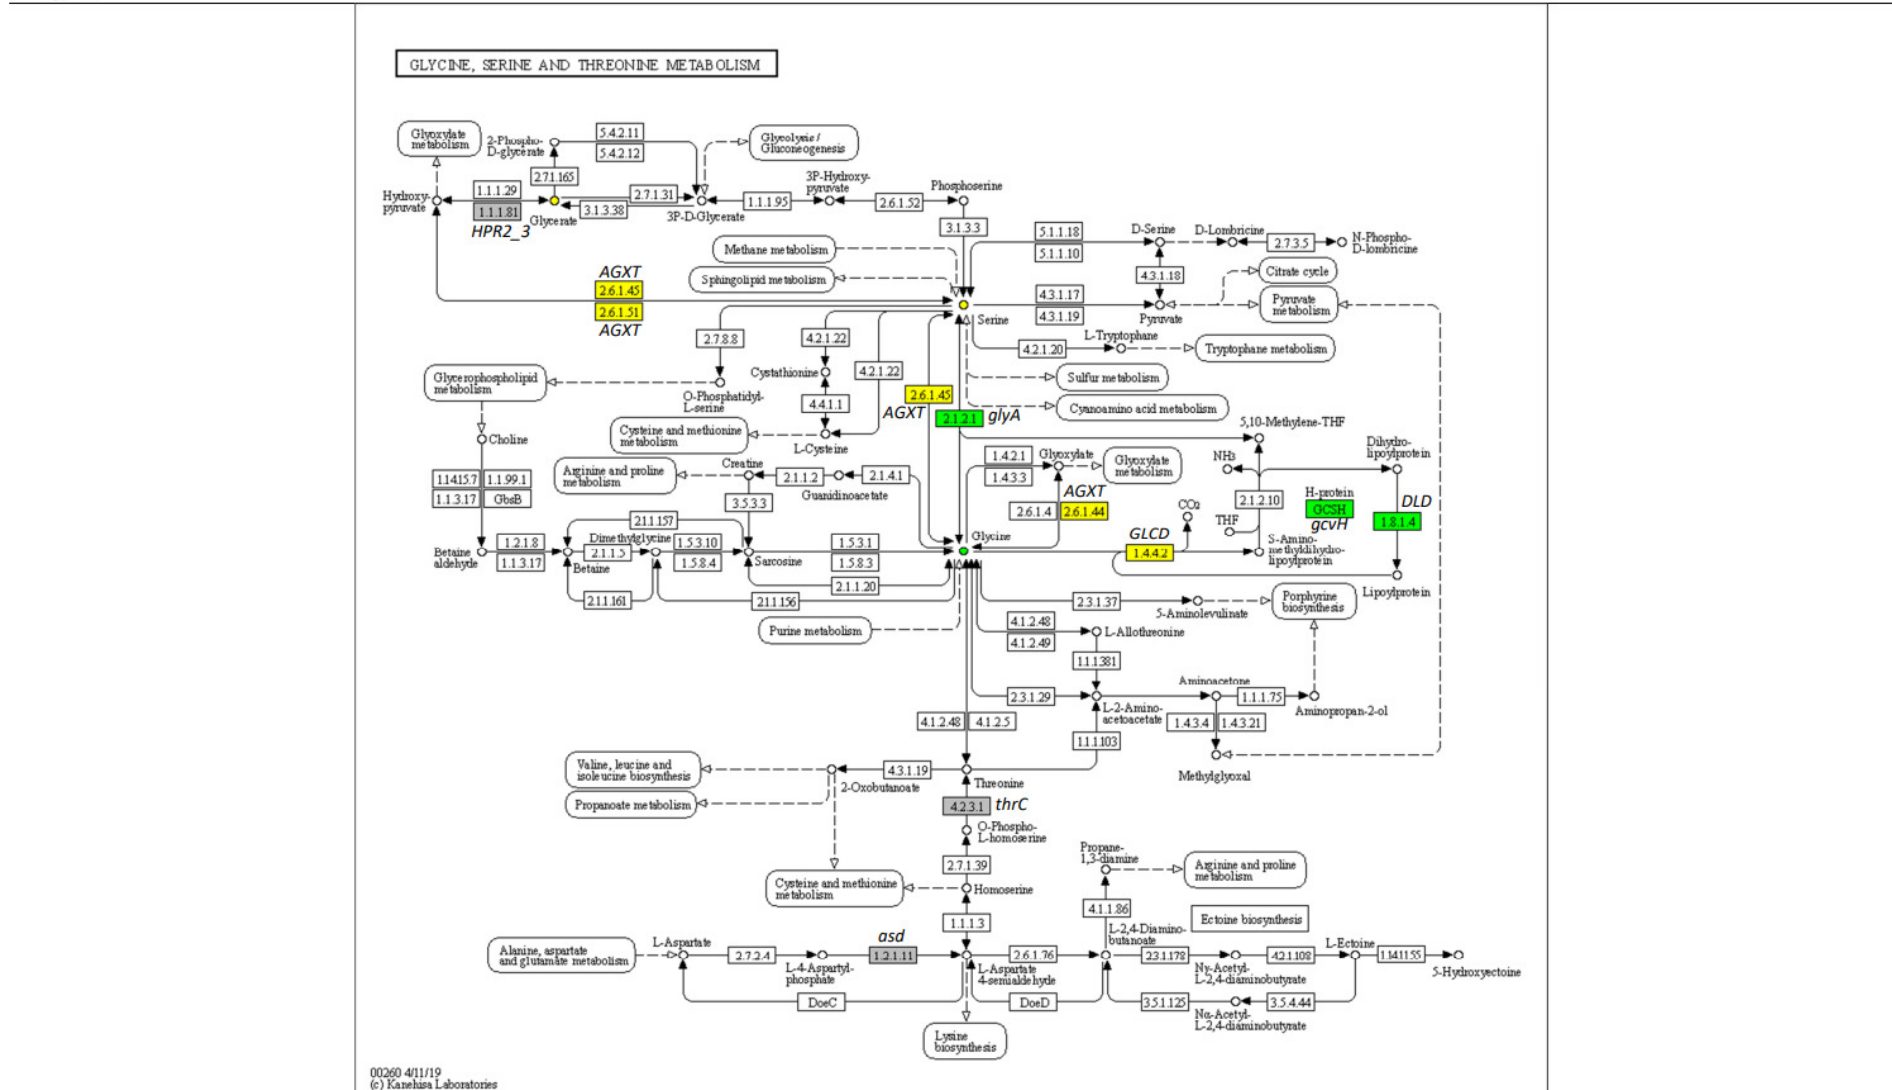 GLYCINE, SERINE AND THREONINE METABOLISM
Glyoxylate
metabolism
2-Phospho-
D-glycerate
5.4.2.11
5.4.2.12
Glycolysis /
Gluconeogenesis
2.7.1.165
Hydroxy-
pyruvate
1.1.1.29
1.1.1.81
HPR2_3
Glycerate
2.7.1.31
3.1.3.38
3P-D-Glycerate
1.1.1.95
3P-Hydroxy-
pyruvate
2.6.1.52
Phosphoserine
3.1.3.3
Methane metabolism
Sphingolipid metabolism
5.1.1.18
5.1.1.10
D-Serine
D-Lombricine
2.7.3.5
N-Phospho-
D-lombricine
4.3.1.18
Citrate cycle
Pyruvate
metabolism
AGXT
2.6.1.45
2.6.1.51
AGXT
Serine
4.3.1.17
4.3.1.19
Pyruvate
2.7.8.8
4.2.1.22
4.2.1.20
L-Tryptophane
Tryptophane metabolism
Glycerophospholipid
metabolism
O-Phosphatidyl-
L-serine
Cystathionine
4.2.1.22
4.4.1.1
Sulfur metabolism
2.6.1.45
AGXT
2.1.2.1
glyA
Cyanoamino acid metabolism
Choline
Cysteine and methionine
metabolism
L-Cysteine
5,10-Methylene-THF
Dihydro-
lipoylprotein
1.14.15.7
1.1.99.1
1.1.3.17
GbsB
Arginine and proline
metabolism
Creatine
2.1.1.2
2.1.4.1
Guanidinoacetate
1.4.2.1
1.4.3.3
Glyoxylate
Glyoxylate
metabolism
NH3
3.5.3.3
AGXT
2.6.1.4
2.6.1.44
CO2
2.1.2.10
H-protein
GCSH
gcvH
DLD
1.8.1.4
THF
2.1.1.157
Betaine
aldehyde
1.2.1.8
1.1.3.17
Betaine
2.1.1.5
Dimethylglycine
1.5.3.10
1.5.8.4
Sarcosine
1.5.3.1
1.5.8.3
Glycine
GLCD
1.4.4.2
S-Amino-
methyldihydro-
lipoylprotein
Lipoylprotein
2.1.1.20
2.1.1.161
2.1.1.156
Purine metabolism
2.3.1.37
5-Aminolevulinate
Porphyrine
biosynthesis
4.1.2.48
4.1.2.49
L-Allothreonine
1.1.1.381
2.3.1.29
L-2-Amino-
acetoacetate
Aminoacetone
1.1.1.75
Aminopropan-2-ol
4.1.2.48
4.1.2.5
1.4.3.4
1.4.3.21
1.1.1.103
Methylglyoxal
Valine, leucine and
isoleucine biosynthesis
Propanoate metabolism
2-Oxobutanoate
4.3.1.19
Threonine
4.2.3.1
thrC
O-Phospho-
L-homoserine
2.7.1.39
Cysteine and methionine
metabolism
Homoserine
1.1.1.3
Propane-
1,3-diamine
Arginine and proline
metabolism
4.1.1.86
Ectoine biosynthesis
Alanine, aspartate
and glutamate metabolism
L-Aspartate
2.7.2.4
L-4-Aspartyl-
phosphate
asd
1.2.1.11
L-Aspartate
4-semialdehyde
2.6.1.76
L-2,4-Diamino-
butanoate
2.3.1.178
Nγ-Acetyl-
L-2,4-diaminobutyrate
4.2.1.108
L-Ectoine
1.14.11.55
5-Hydroxyectoine
DoeC
DoeD
3.5.1.125
3.5.4.44
Nα-Acetyl-
L-2,4-diaminobutyrate
Lysine
biosynthesis
00260 4/11/19
(c) Kanehisa Laboratories